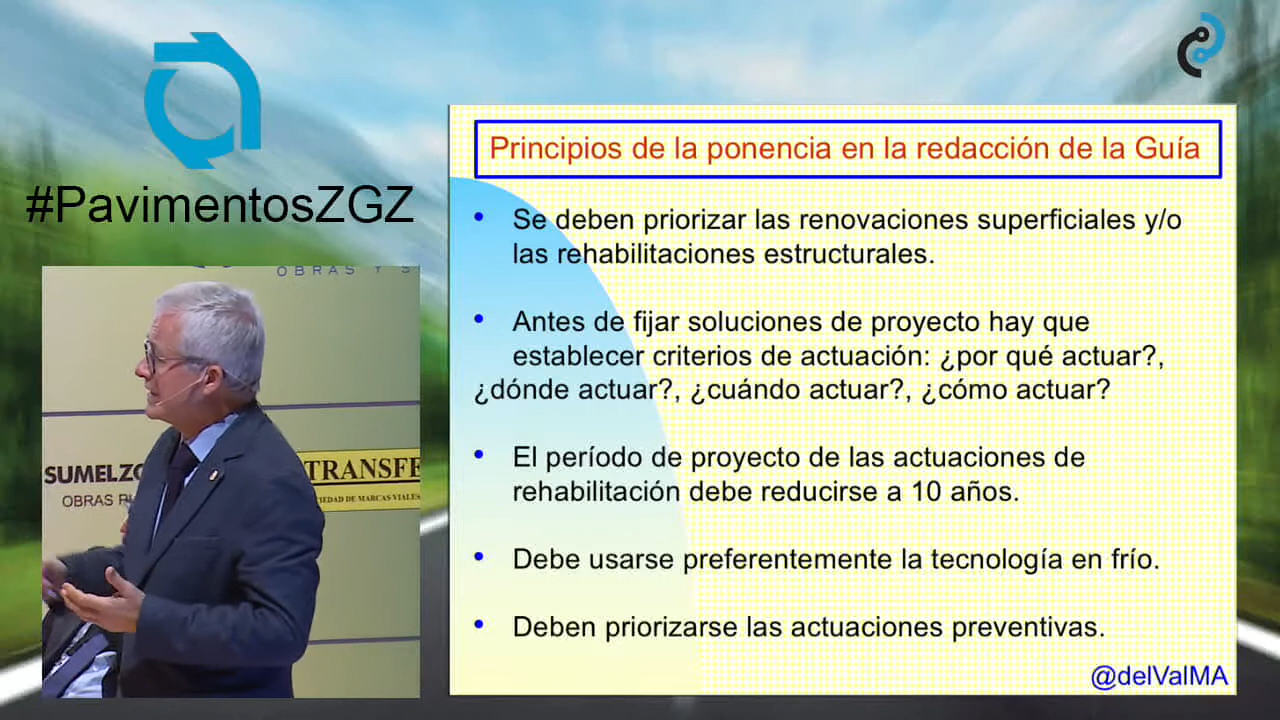 #PavimentosZGZ
OBRAS Y
SUMELZO
OBRAS
TRANSFE
MARCAS VIALES
Principios de la ponencia en la redacción de la Guía
• Se deben priorizar las renovaciones superficiales y/o
las rehabilitaciones estructurales.
• Antes de fijar soluciones de proyecto hay que
establecer criterios de actuación: ¿por qué actuar?,
¿dónde actuar?, ¿cuándo actuar?, ¿cómo actuar?
• El período de proyecto de las actuaciones de
rehabilitación debe reducirse a 10 años.
• Debe usarse preferentemente la tecnología en frío.
• Deben priorizarse las actuaciones preventivas.
@delValMA